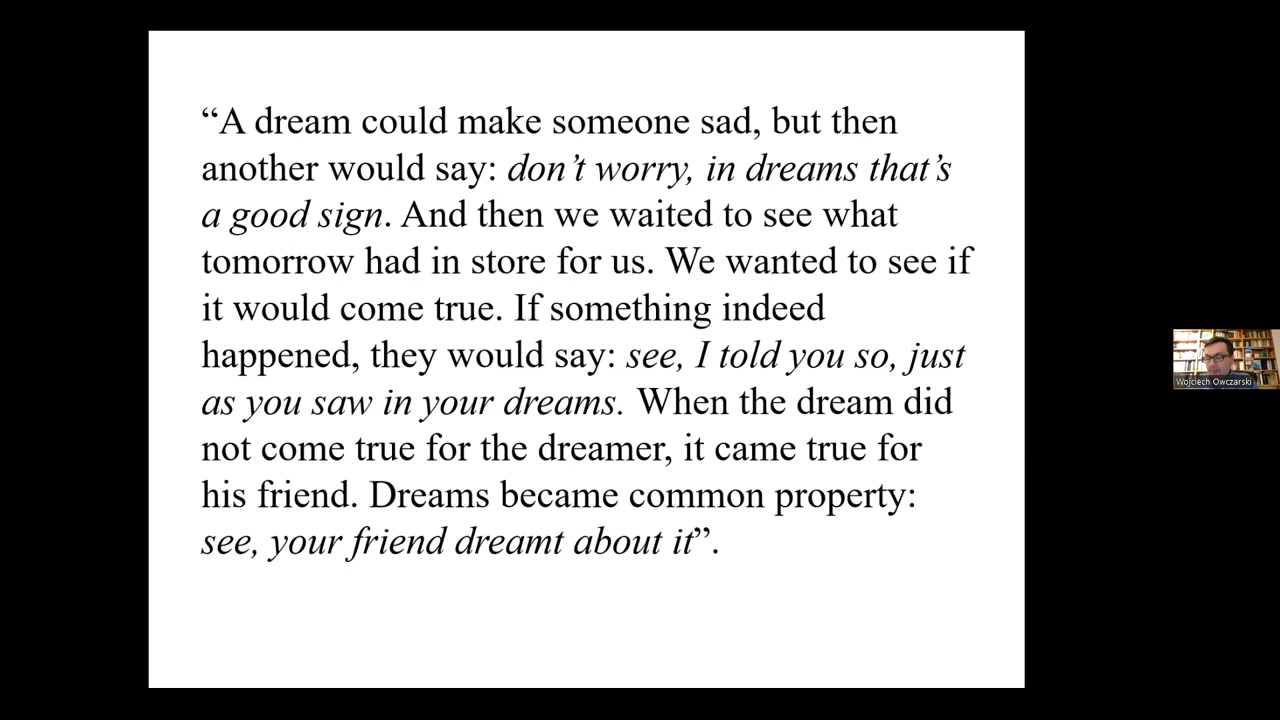 “A dream could make someone sad, but then
another would say: don’t worry, in dreams that’s
a good sign. And then we waited to see what
tomorrow had in store for us. We wanted to see if
it would come true. If something indeed
happened, they would say: see, I told you so, just
as you saw in your dreams. When the dream did
not come true for the dreamer, it came true for
his friend. Dreams became common property:
see, your friend dreamt about it”.
Wojciech Owczarski